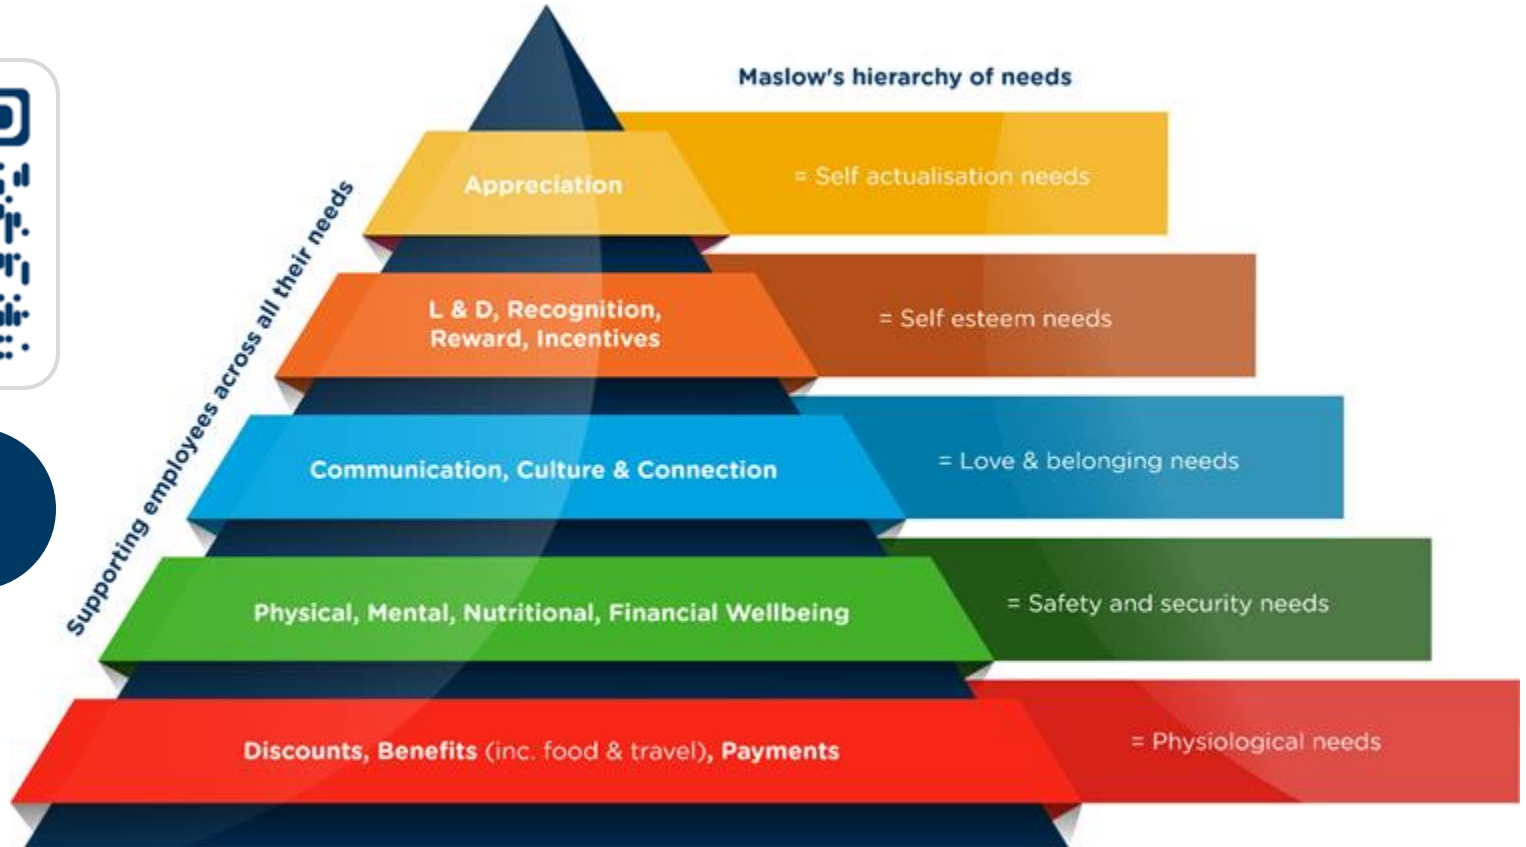 Maslow's hierarchy of needs
Appreciation
= Self actualisation needs
L & D, Recognition,
Reward, Incentives
= Self esteem needs
Communication, Culture & Connection
= Love & belonging needs
Physical, Mental, Nutritional, Financial Wellbeing
= Safety and security needs
Discounts, Benefits (inc. food & travel), Payments
= Physiological needs
Supporting employees across all their needs